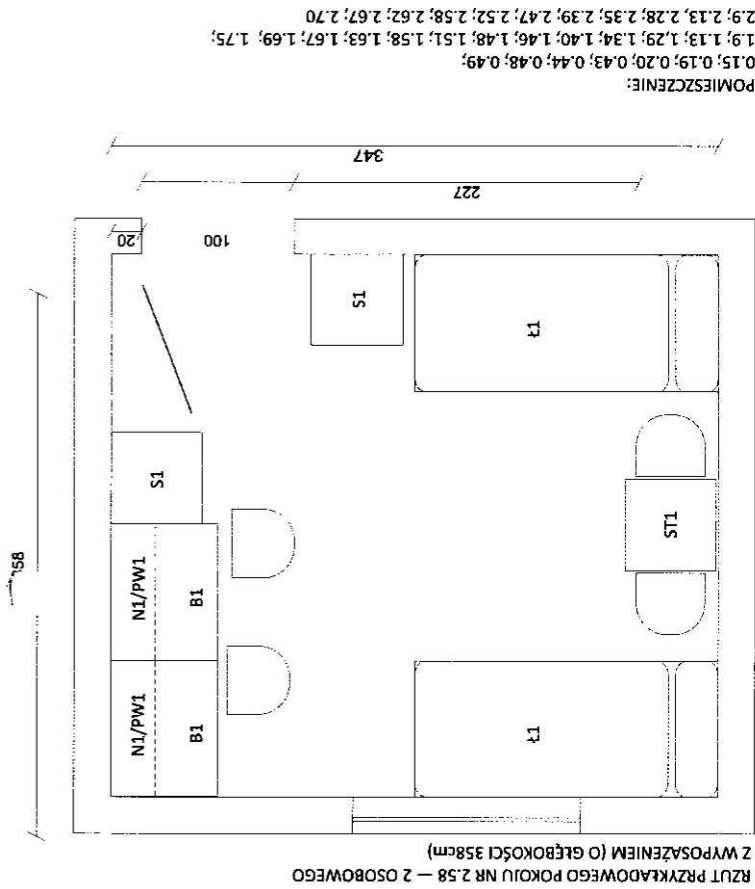 RZUT PRZYKŁADOWEGO POKOJU NR 2.58 — 2 OSOBOWEGO
Z WYPOSAŻENIEM (O GŁĘBOKOŚCI 358cm)
Ł1
Ł1
ST1
S1
S1
B1
B1
N1/PW1
N1/PW1
227
347
100
20
358
POMIESZCZENIE:
0.15; 0.19; 0.20; 0.43; 0.44; 0.48; 0.49;
1.9; 1.13; 1,29; 1.34; 1.40; 1.46; 1.48; 1.51; 1.58; 1.63; 1.67; 1.69; 1.75;
2.9; 2.13, 2.28; 2.35; 2.39; 2.47; 2.52; 2.58; 2.62; 2.67; 2.70